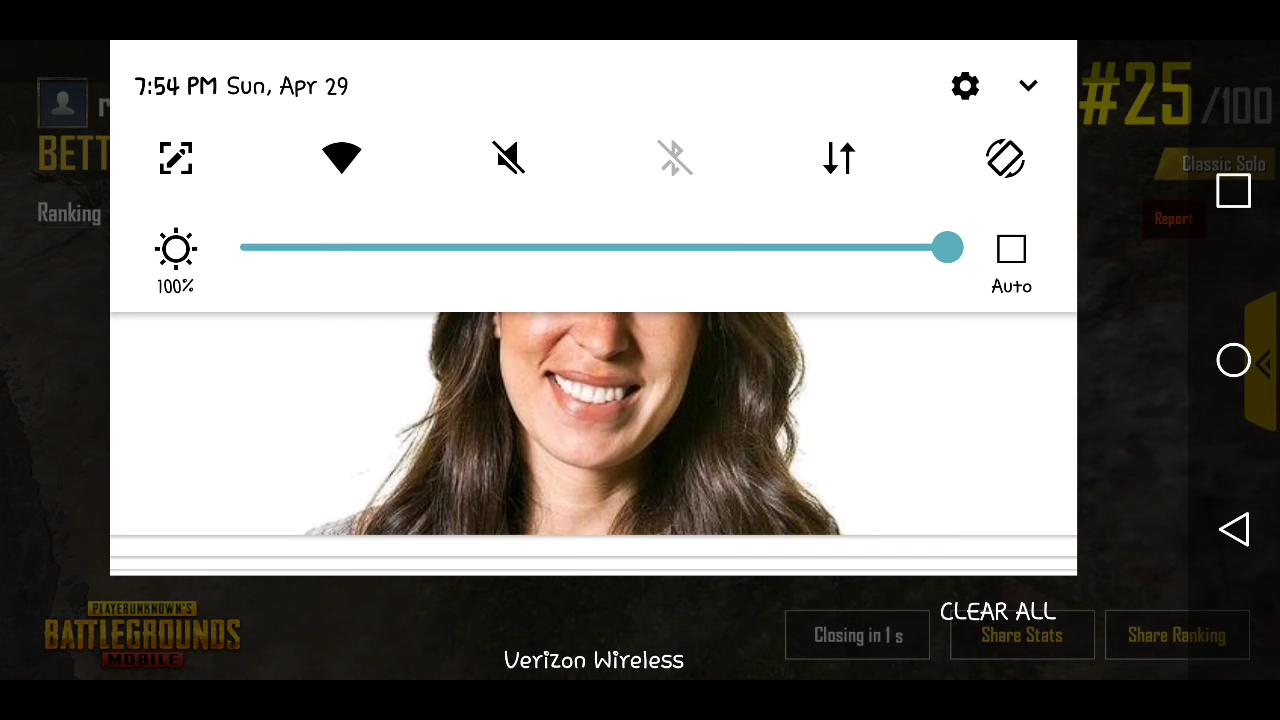 7:54 PM Sun, Apr 29
#25/100
BETT
Classic Solo
Ranking
Report
100%
Auto
PLAYERUNKNOWN'S
BATTLEGROUNDS
MOBILE
CLEAR ALL
Closing in 1 s
Share Stats
Share Ranking
Verizon Wireless